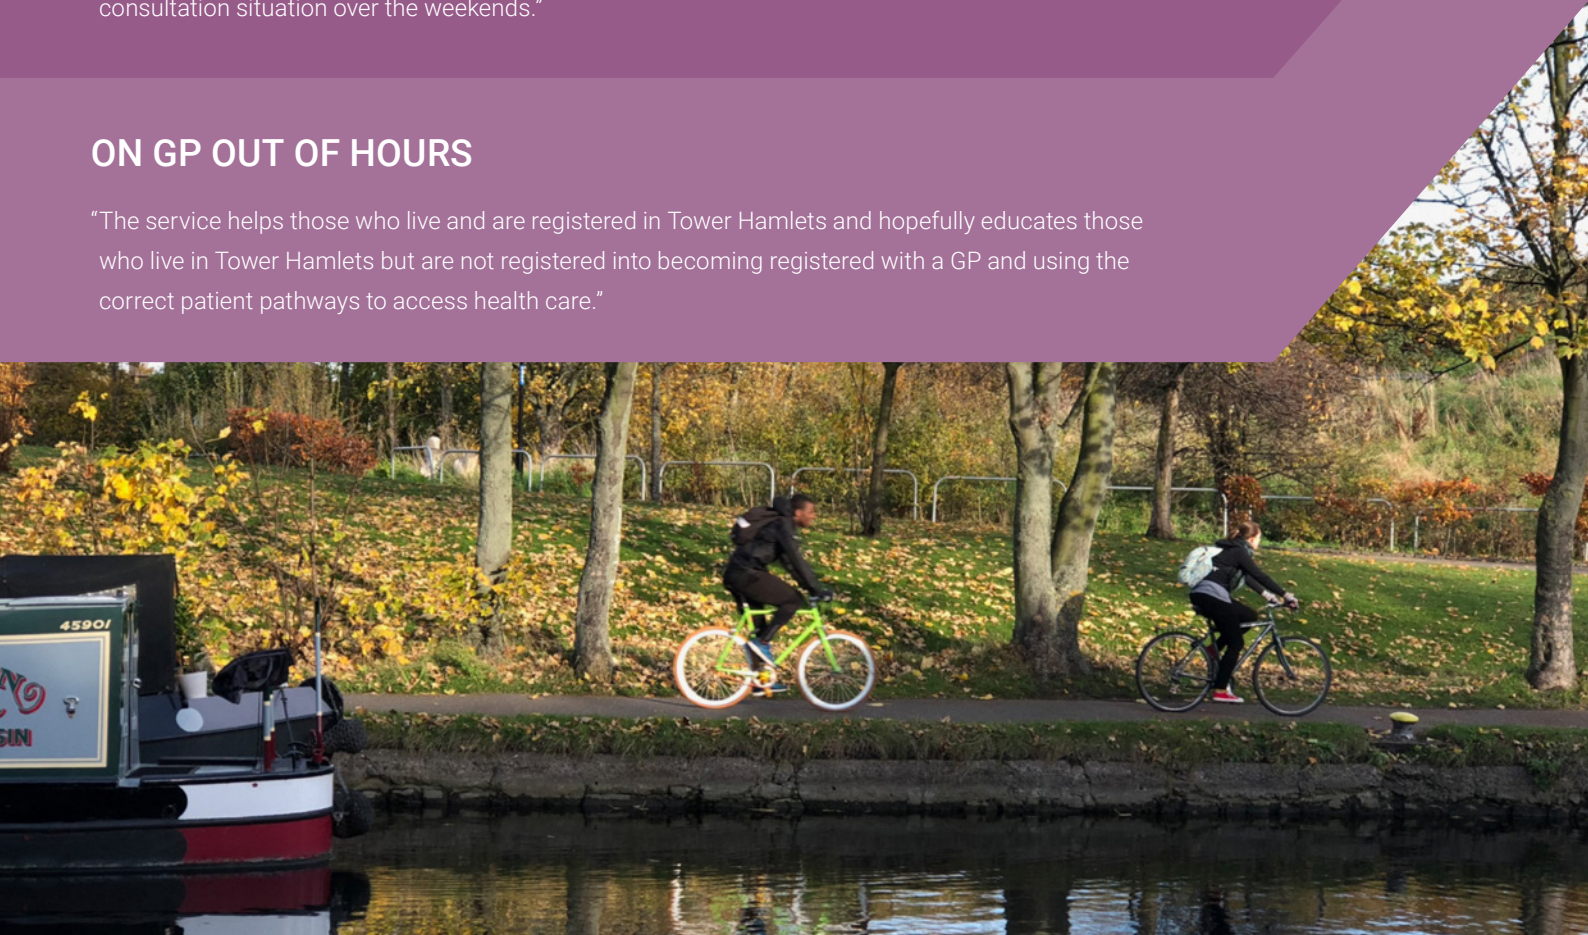 consultation situation over the weekends.”
ON GP OUT OF HOURS
“The service helps those who live and are registered in Tower Hamlets and hopefully educates those
who live in Tower Hamlets but are not registered into becoming registered with a GP and using the
correct patient pathways to access health care.”
45901